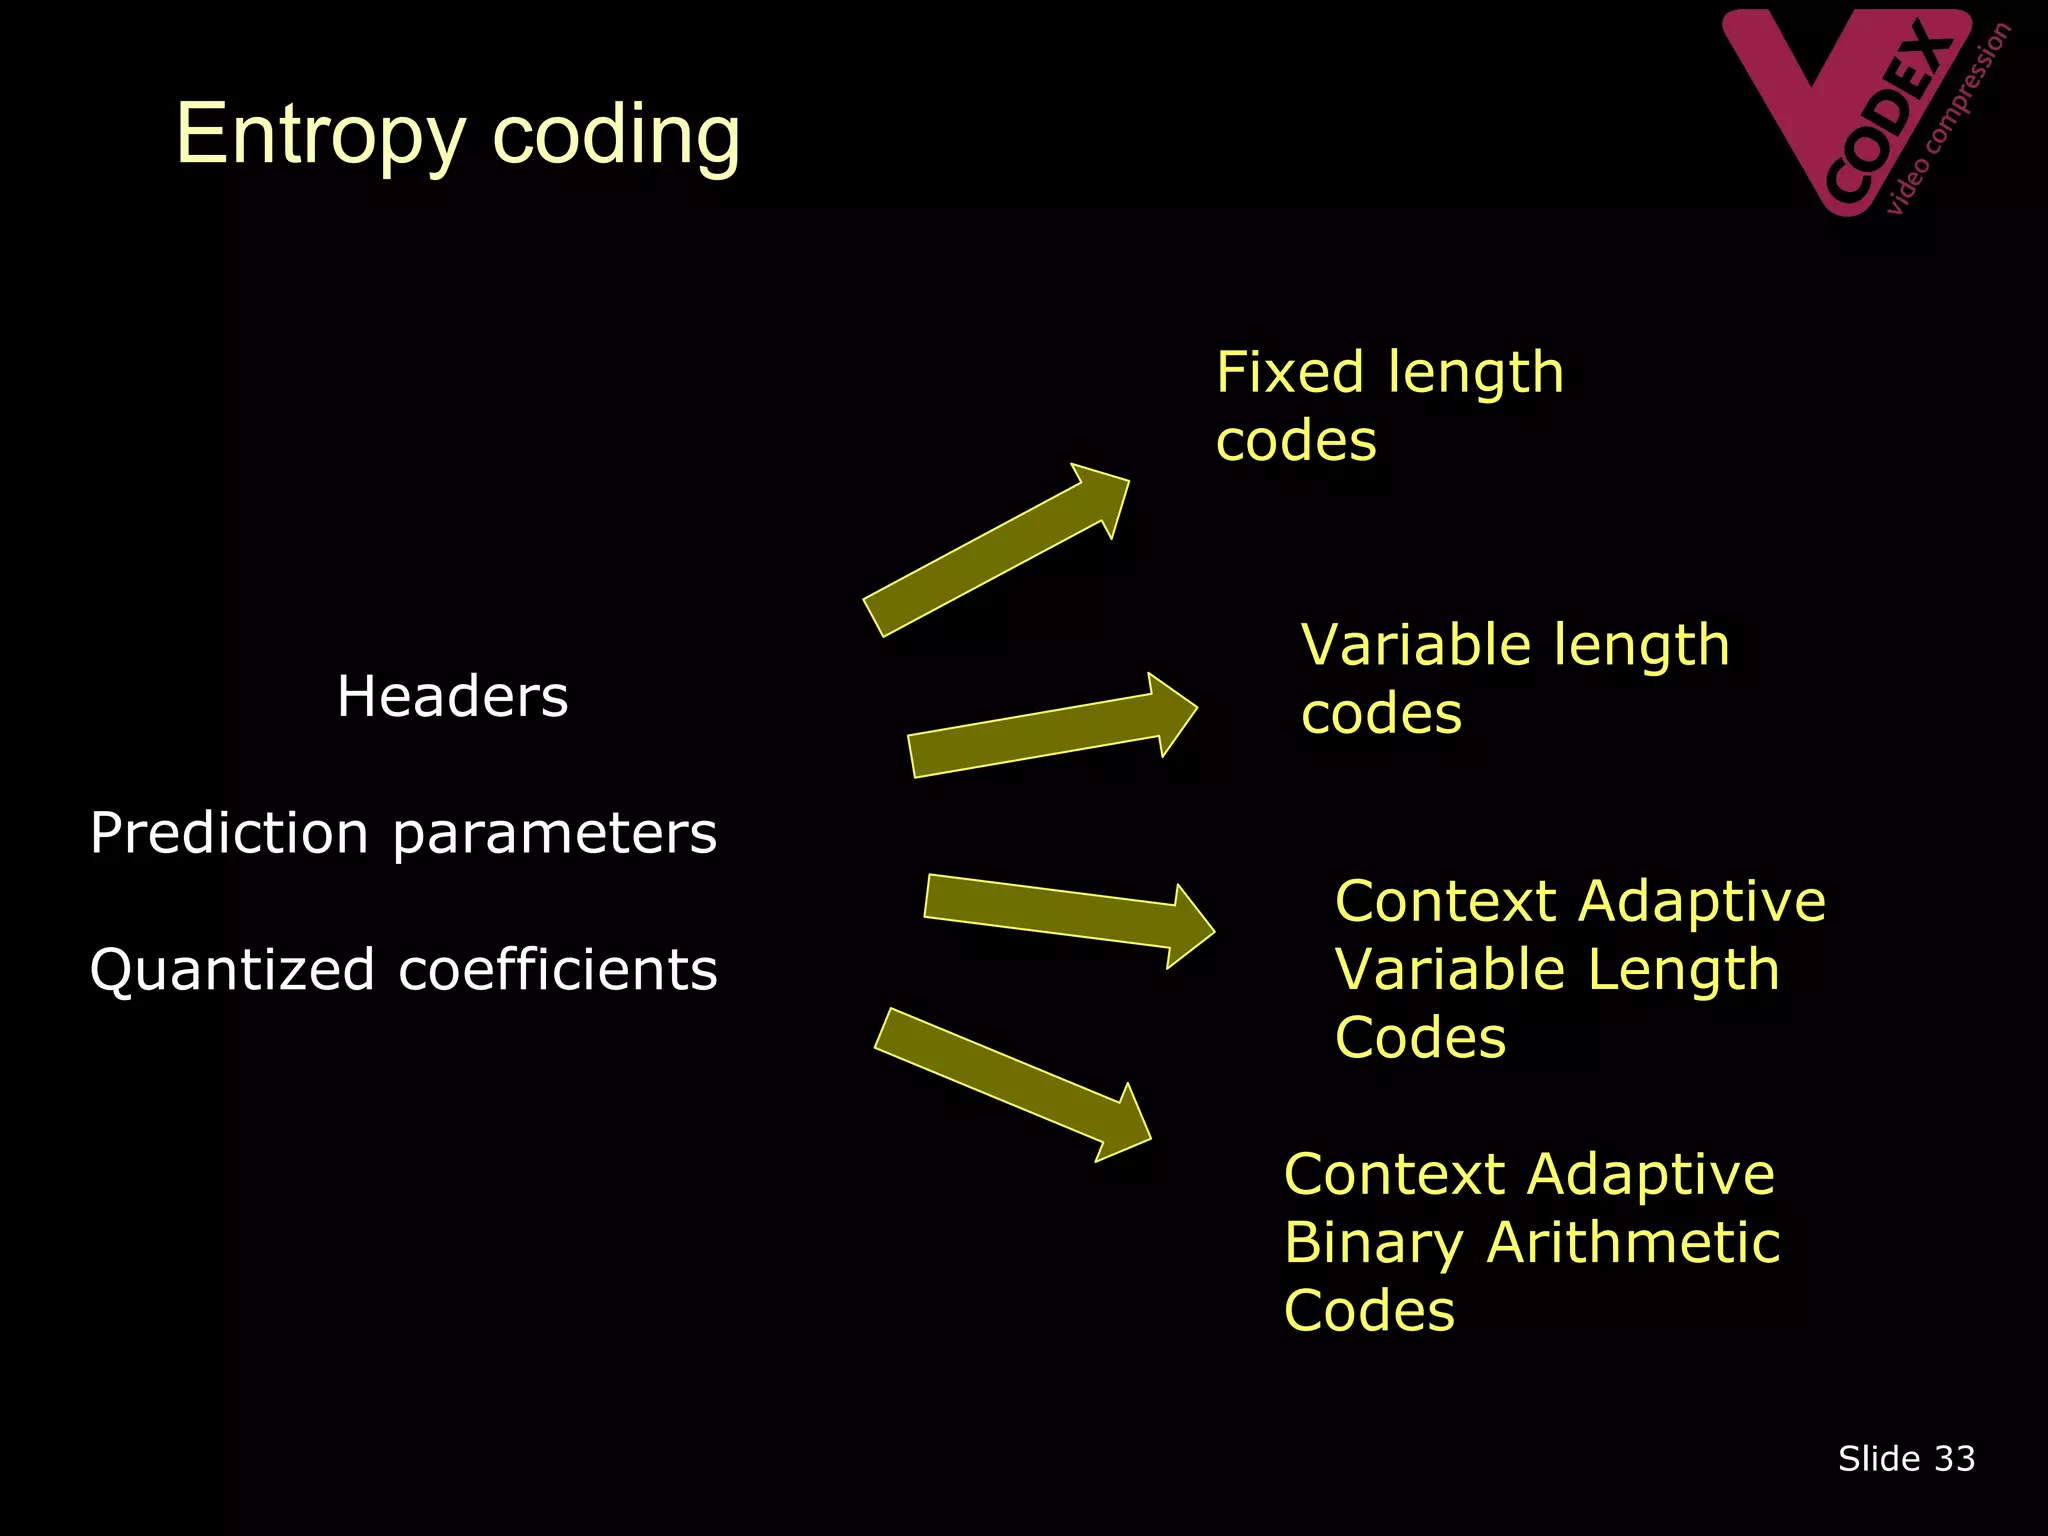 Entropy coding
VCODEX
video compression
Fixed length
codes
Variable length
codes
Headers
Prediction parameters
Quantized coefficients
Context Adaptive
Variable Length
Codes
Context Adaptive
Binary Arithmetic
Codes
Slide 33